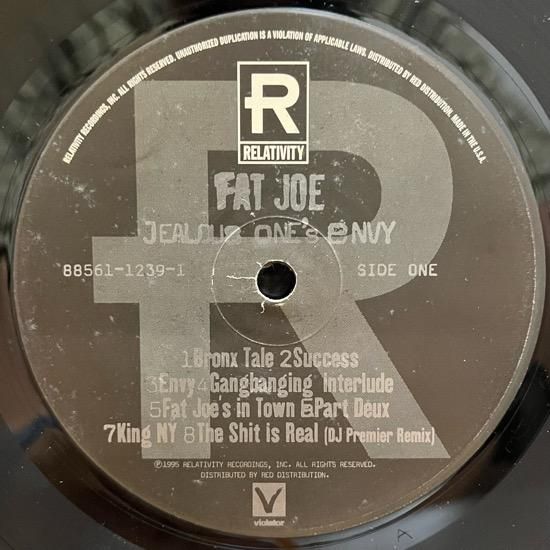 RELATIVITY RECORDINGS, INC. ALL RIGHTS RESERVED. UNAUTHORIZED DUPLICATION IS A VIOLATION OF APPLICABLE LAWS. DISTRIBUTED BY RED DISTRIBUTION. MADE IN THE U.S.A.
R
RELATIVITY
FAT JOE
JEALOUS ONE'S ENVY
88561-1239-1 SIDE ONE
1Bronx Tale 2Success
3Envy 4Gangbanging Interlude
5Fat Joe's in Town 6Part Deux
7King NY 8The Shit is Real (DJ Premier Remix)
℗©1995 RELATIVITY RECORDINGS, INC. ALL RIGHTS RESERVED.
DISTRIBUTED BY RED DISTRIBUTION.
V
violator
A